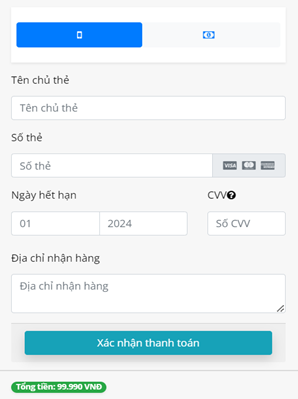 Tên chủ thẻ
Tên chủ thẻ
Số thẻ
Số thẻ
VISA
Ngày hết hạn CVV
01 2024 Số CVV
Địa chỉ nhận hàng
Địa chỉ nhận hàng
Xác nhận thanh toán
Tổng tiền: 99.990 VNĐ